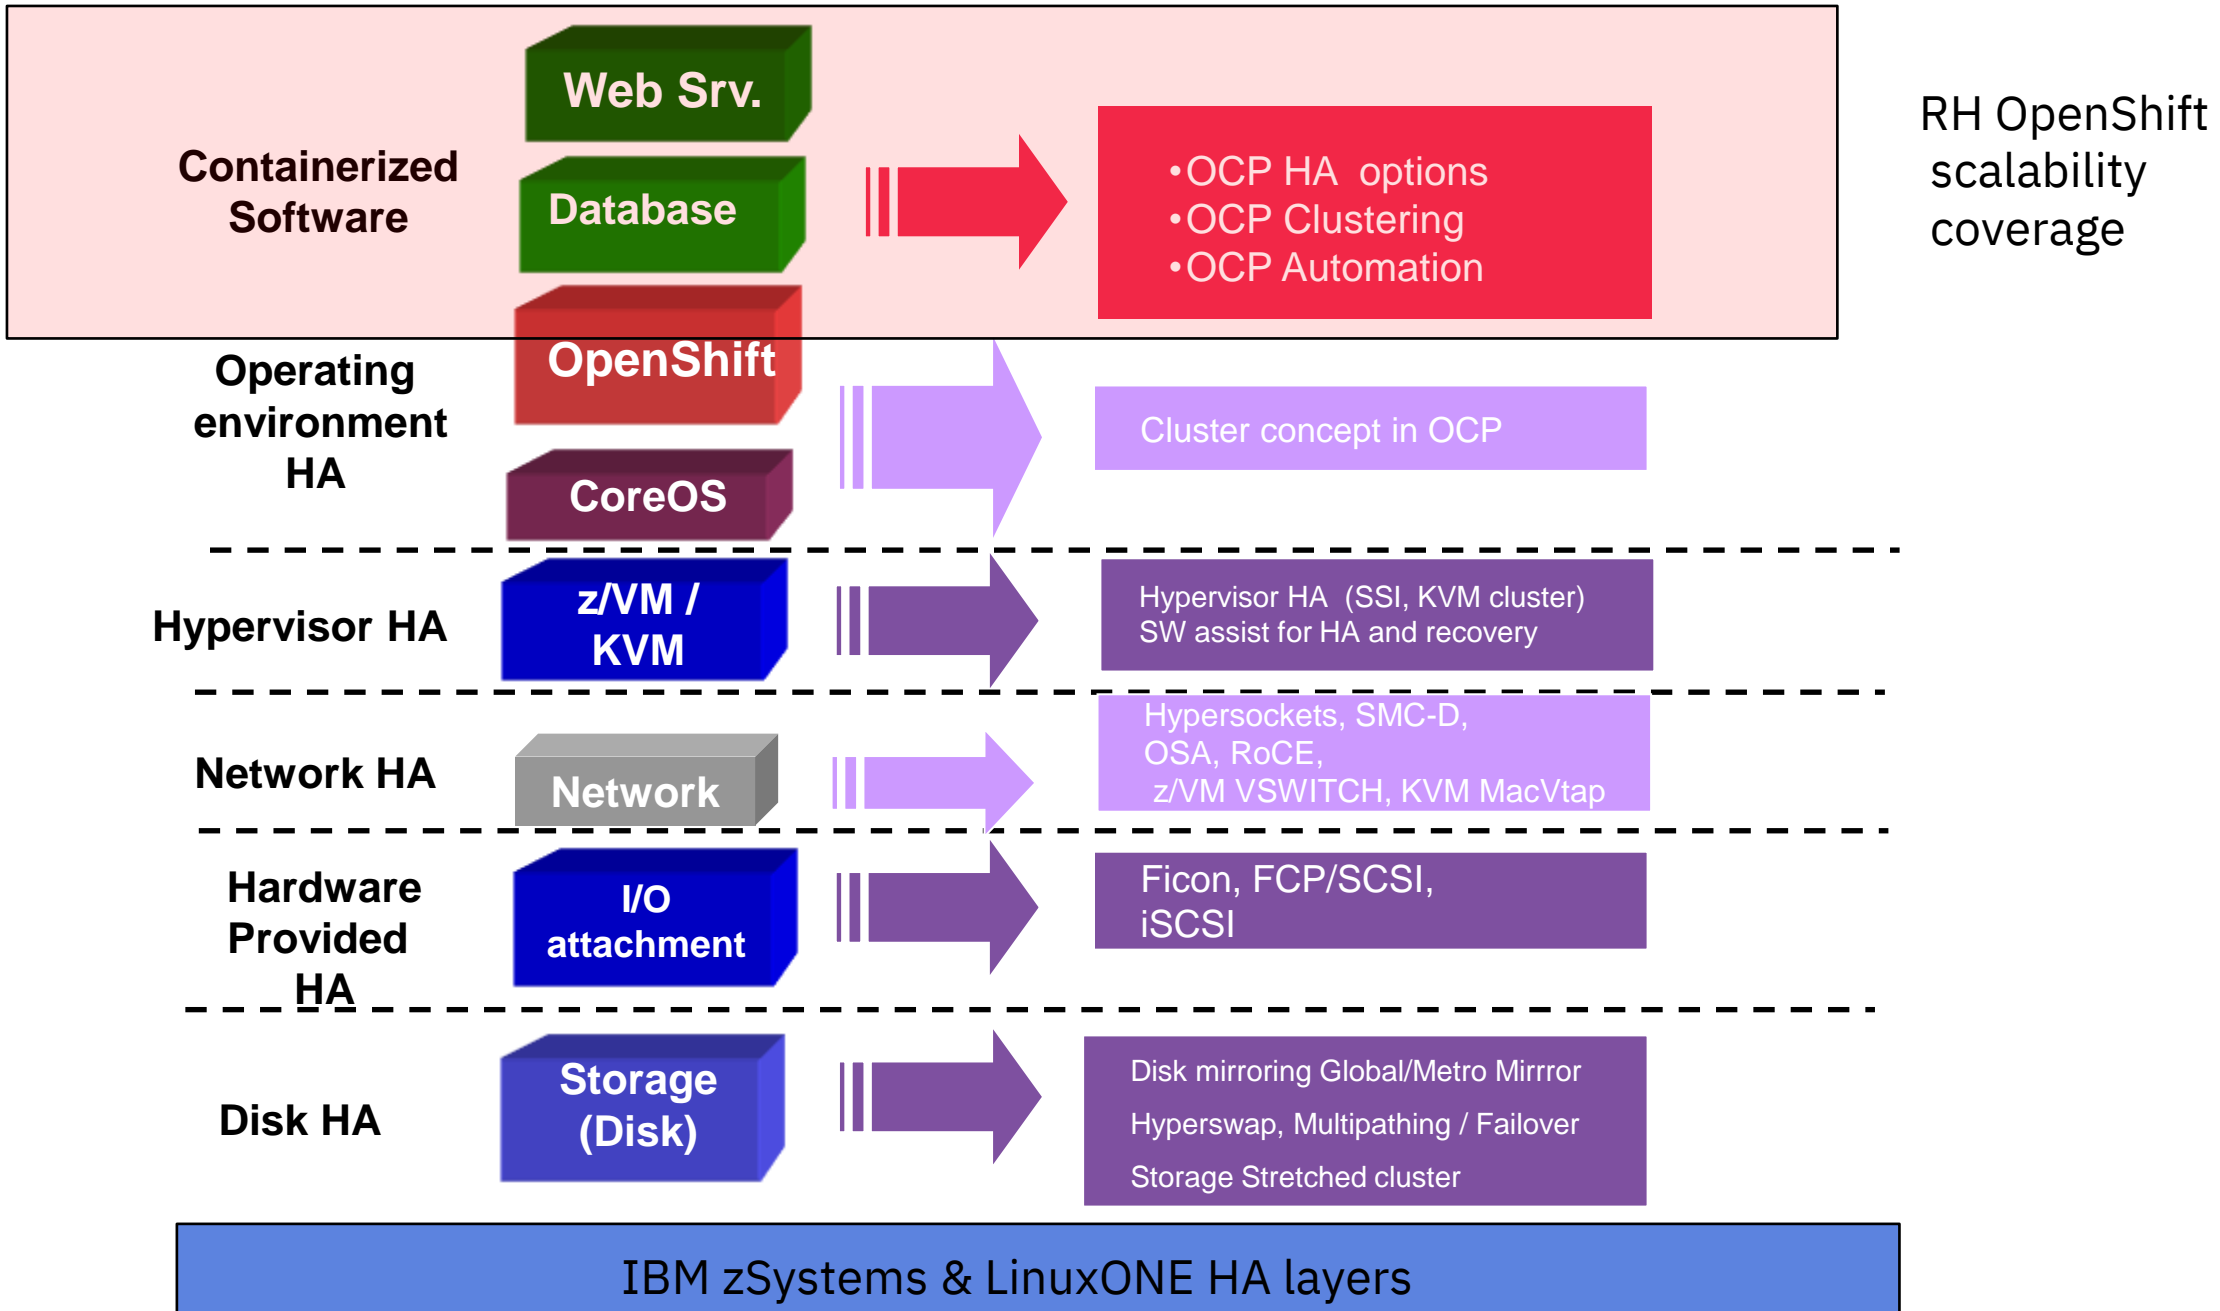 Web Srv.
RH OpenShift
scalability
coverage
Containerized
Software
Database
•OCP HA options
•OCP Clustering
•OCP Automation
Operating
environment
HA
OpenShift
CoreOS
Cluster concept in OCP
Hypervisor HA
z/VM /
KVM
Hypervisor HA (SSI, KVM cluster)
SW assist for HA and recovery
Network HA
Network
Hypersockets, SMC-D,
OSA, RoCE,
z/VM VSWITCH, KVM MacVtap
Hardware
Provided
HA
I/O
attachment
Ficon, FCP/SCSI,
iSCSI
Disk HA
Storage
(Disk)
Disk mirroring Global/Metro Mirrror
Hyperswap, Multipathing / Failover
Storage Stretched cluster
IBM zSystems & LinuxONE HA layers